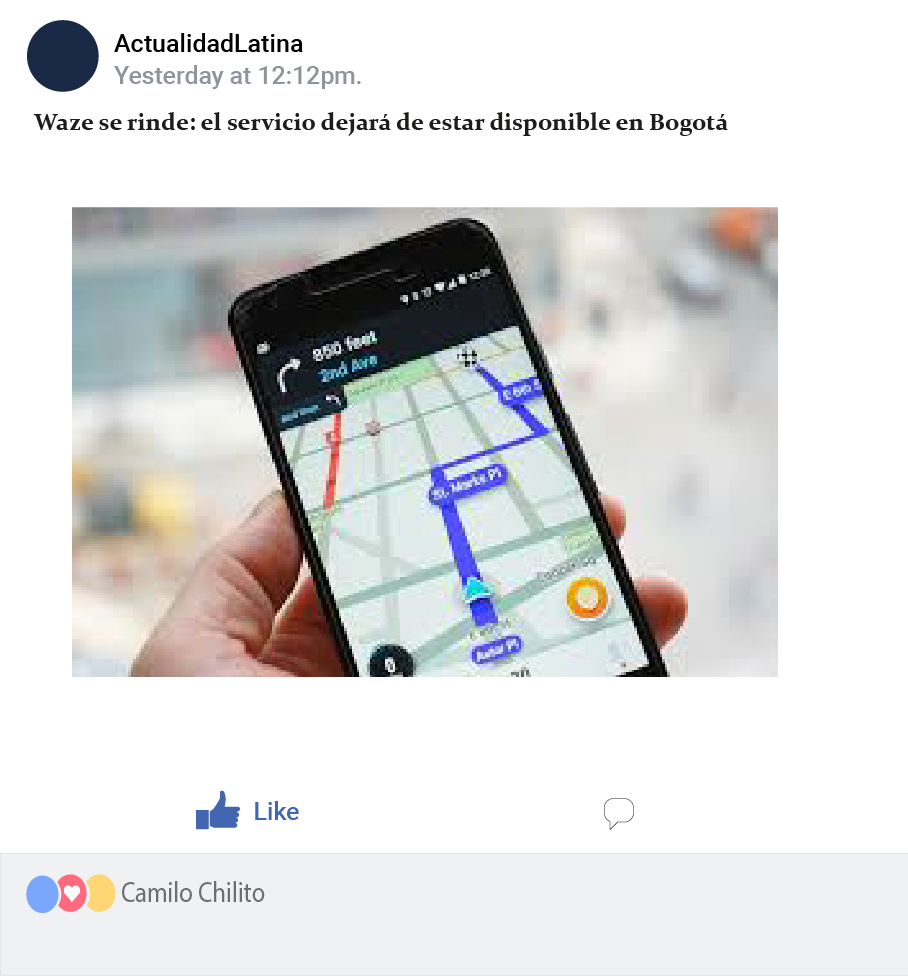 ActualidadLatina
Yesterday at 12:12pm.
Waze se rinde: el servicio dejará de estar disponible en Bogotá
850 feet
2nd Ave
St. Marks Pl
0
Like
Camilo Chilito